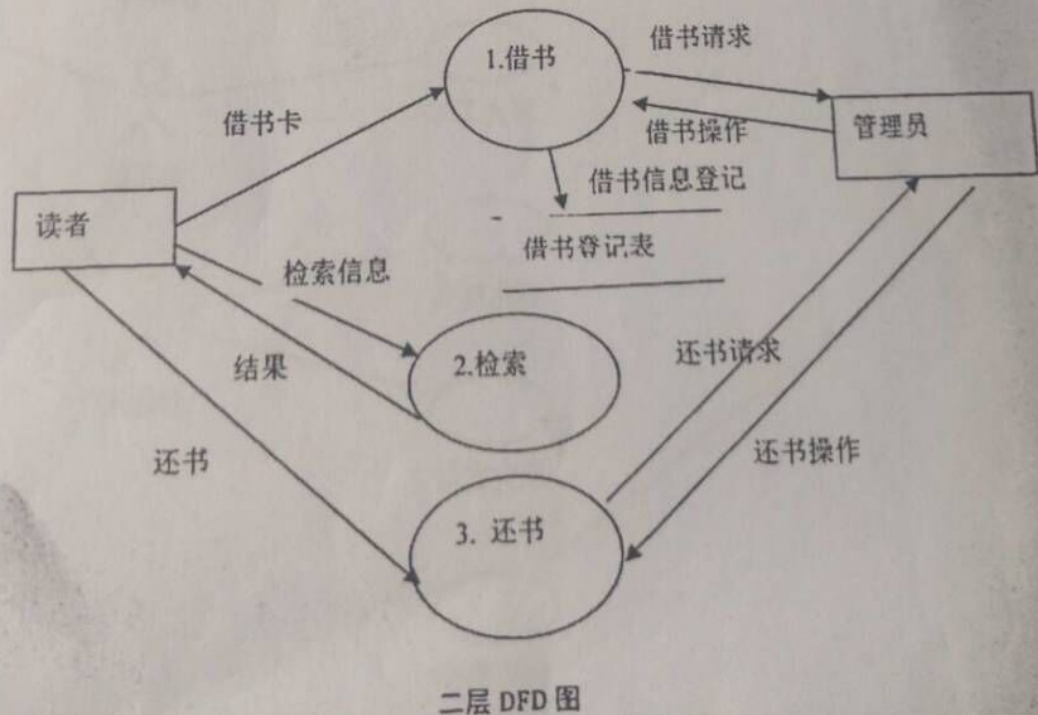 1.借书
借书请求
借书卡
借书操作
管理员
借书信息登记
读者
借书登记表
检索信息
结果
2.检索
还书请求
还书
还书操作
3. 还书
二层 DFD 图